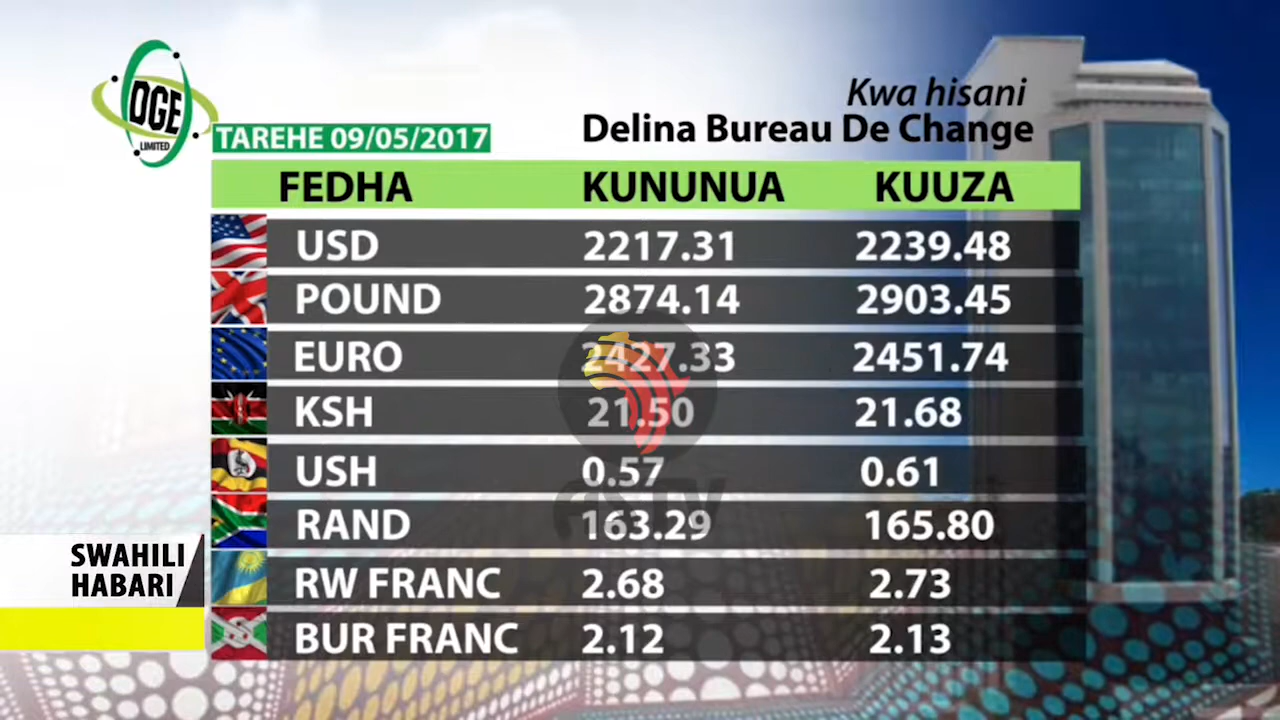 DGE
LIMITED
TAREHE 09/05/2017
Kwa hisani
Delina Bureau De Change
FEDHA KUNUNUA KUUZA
USD 2217.31 2239.48
POUND 2874.14 2903.45
EURO 2427.33 2451.74
KSH 21.50 21.68
USH 0.57 0.61
RAND 163.29 165.80
RW FRANC 2.68 2.73
BUR FRANC 2.12 2.13
SWAHILI
HABARI